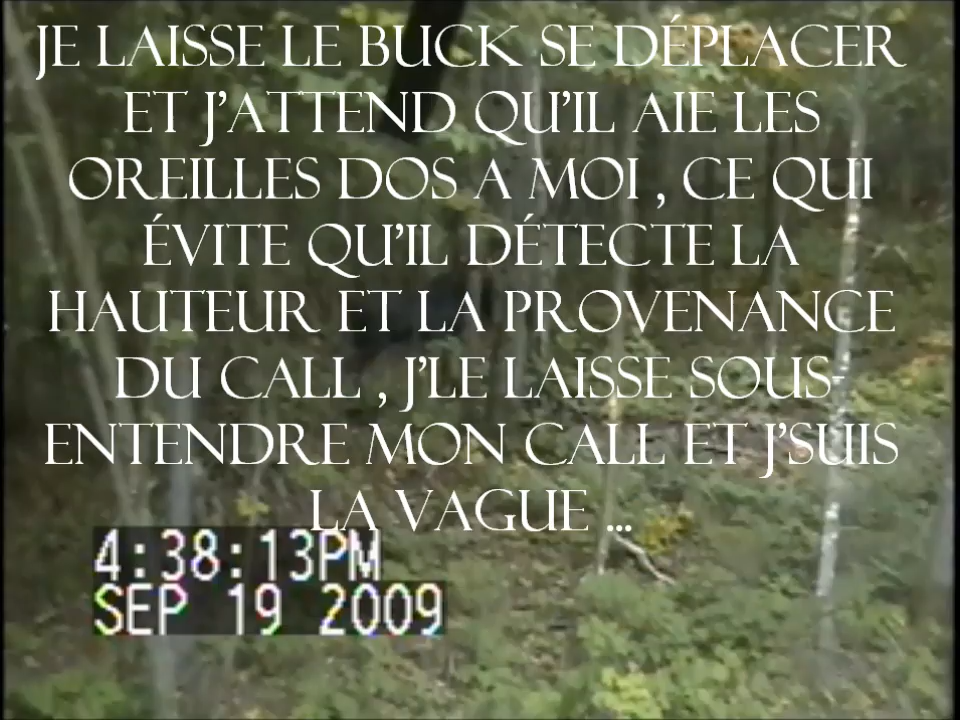 JE LAISSE LE BUCK SE DÉPLACER
ET J'ATTEND QU'IL AIE LES
OREILLES DOS A MOI , CE QUI
ÉVITE QU'IL DÉTECTE LA
HAUTEUR ET LA PROVENANCE
DU CALL , J'LE LAISSE SOUS-
ENTENDRE MON CALL ET J'SUIS
LA VAGUE ...
4:38:13PM
SEP 19 2009